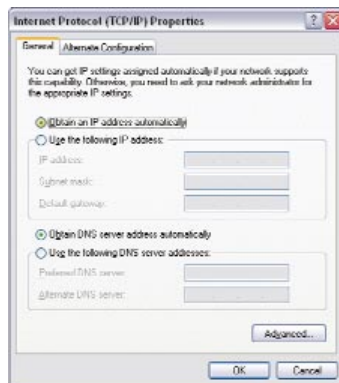 Internet Protocol (TCP/IP) Properties
General Alternate Configuration
You can get IP settings assigned automatically if your network supports
this capability. Otherwise, you need to ask your network administrator for
the appropriate IP settings.
Obtain an IP address automatically
Use the following IP address:
IP address:
Subnet mask:
Default gateway:
Obtain DNS server address automatically
Use the following DNS server addresses:
Preferred DNS server:
Alternate DNS server:
Advanced...
OK Cancel